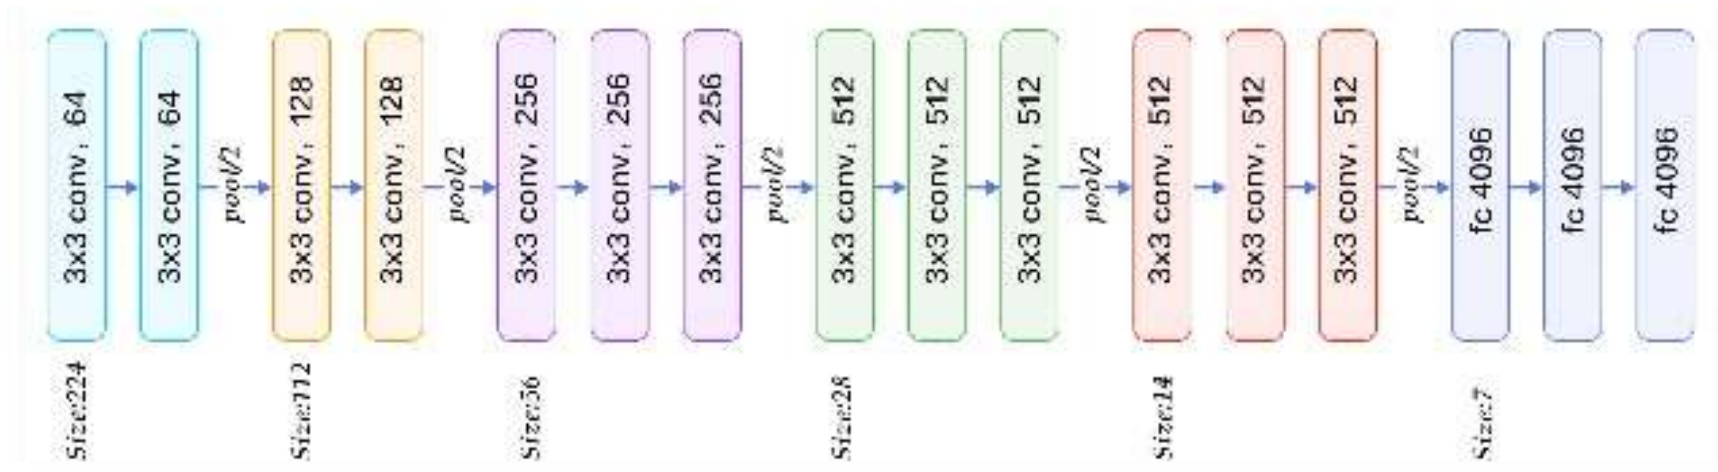 3x3 conv, 64
3x3 conv, 64
pool/2
3x3 conv, 128
3x3 conv, 128
pool/2
3x3 conv, 256
3x3 conv, 256
3x3 conv, 256
pool/2
3x3 conv, 512
3x3 conv, 512
3x3 conv, 512
pool/2
3x3 conv, 512
3x3 conv, 512
3x3 conv, 512
pool/2
fc 4096
fc 4096
fc 4096
Size:224
Size:112
Size:56
Size:28
Size:14
Size:7